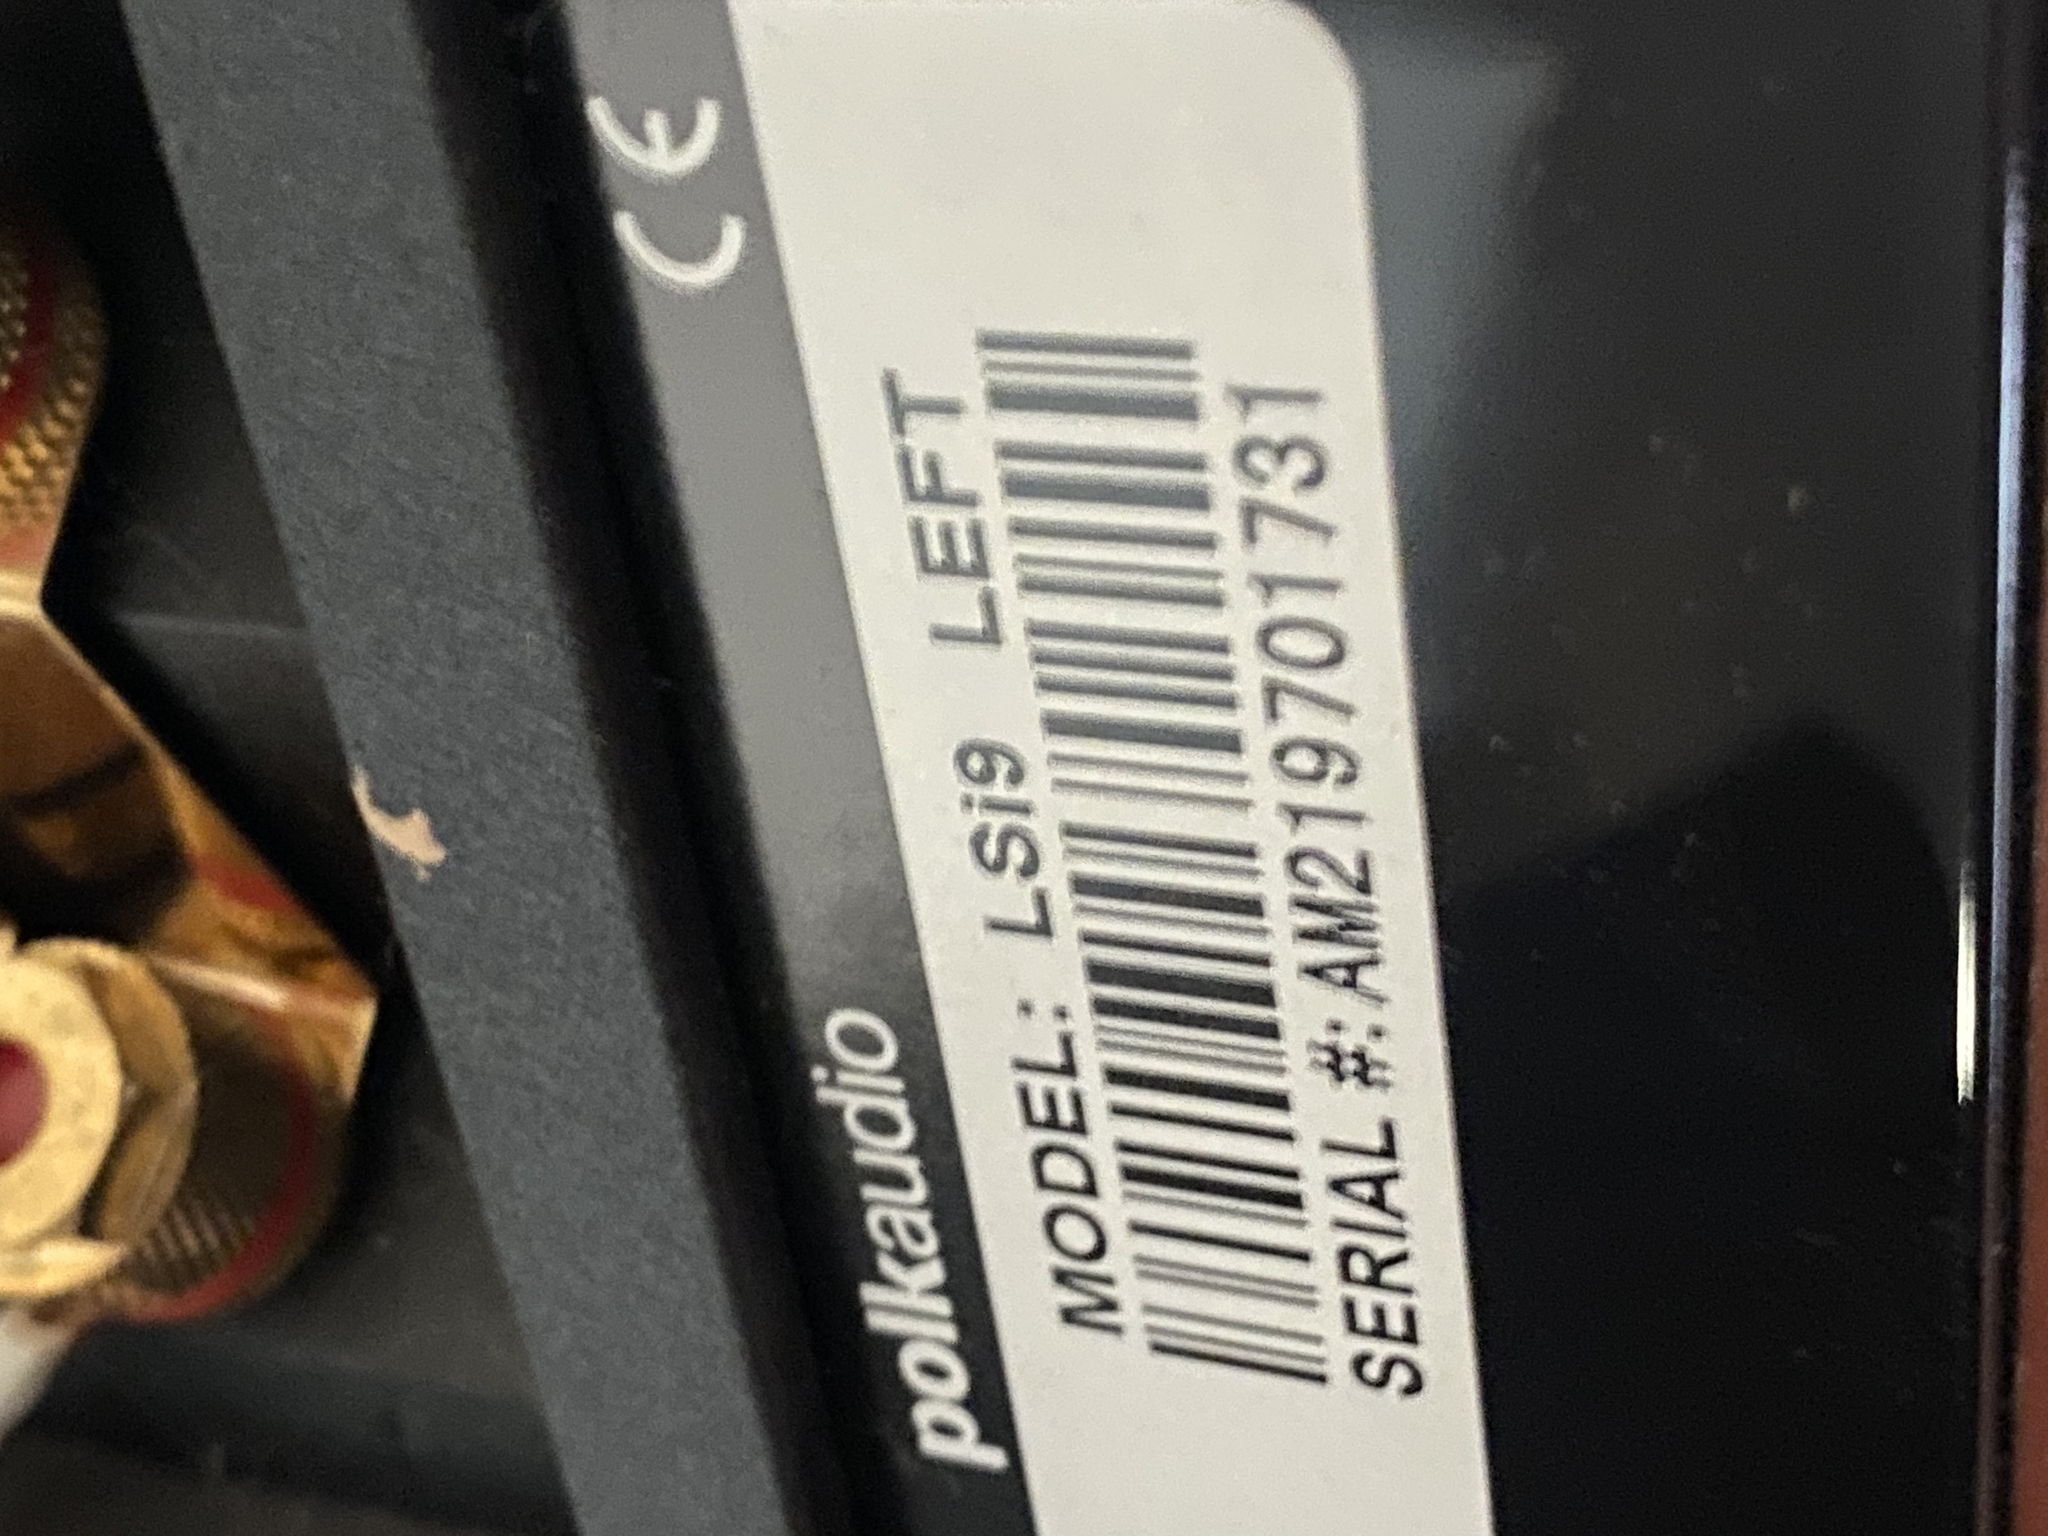 polkaudio CE
MODEL: LSi9 LEFT
SERIAL #: AM219701731